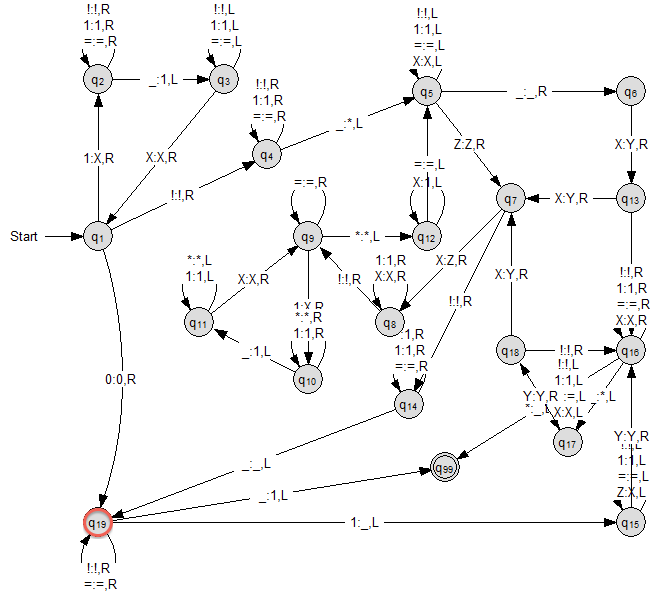 !:!,R
1:1,R
=:=,R
!:!,L
1:1,L
=:=,L
q2
_:1,L
q3
!:!,R
1:1,R
=:=,R
q4
_:*,L
!:!,L
1:1,L
=:=,L
X:X,L
q5
_:_,R
q6
1:X,R
X:X,R
!:!,R
Z:Z,R
X:Y,R
Start
q1
=:=,R
q9
*:*,L
=:=,L
X:1,L
q12
q7
X:Y,R
q13
*:*,L
1:1,L
X:X,R
q11
_:1,L
1:X,R
*:*,R
1:1,R
q10
!:!,R
1:1,R
X:X,R
q8
X:Z,R
!:!,R
:1,R
1:1,R
=:=,R
q14
X:Y,R
q18
!:!,R
!:!,R
1:1,R
=:=,R
X:X,R
q16
!:!,L
1:1,L
:=,L
X:X,L
_:*,L
Y:Y,R
*:_,L
q17
0:0,R
_:_,L
q99
Y:Y,R
!:!,L
1:1,L
=:=,L
Z:X,L
q15
q19
_:1,L
1:_,L
!:!,R
=:=,R